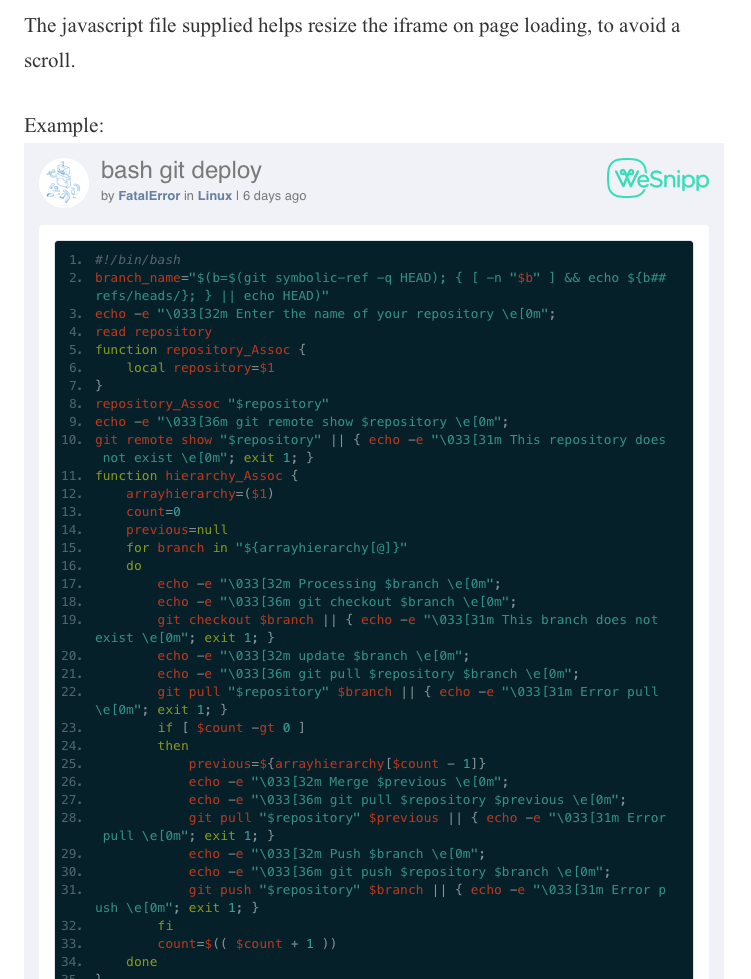 The javascript file supplied helps resize the iframe on page loading, to avoid a
scroll.
Example:
bash git deploy
by FatalError in Linux | 6 days ago
WeSnipp
1. #!/bin/bash
2. branch_name="$(b=$(git symbolic-ref -q HEAD); { [ -n "$b" ] && echo ${b##
refs/heads/}; } || echo HEAD)"
3. echo -e "\033[32m Enter the name of your repository \e[0m";
4. read repository
5. function repository_Assoc {
6.     local repository=$1
7. }
8. repository_Assoc "$repository"
9. echo -e "\033[36m git remote show $repository \e[0m";
10. git remote show "$repository" || { echo -e "\033[31m This repository does
 not exist \e[0m"; exit 1; }
11. function hierarchy_Assoc {
12.     arrayhierarchy=($1)
13.     count=0
14.     previous=null
15.     for branch in "${arrayhierarchy[@]}"
16.     do
17.         echo -e "\033[32m Processing $branch \e[0m";
18.         echo -e "\033[36m git checkout $branch \e[0m";
19.         git checkout $branch || { echo -e "\033[31m This branch does not
exist \e[0m"; exit 1; }
20.         echo -e "\033[32m update $branch \e[0m";
21.         echo -e "\033[36m git pull $repository $branch \e[0m";
22.         git pull "$repository" $branch || { echo -e "\033[31m Error pull
\e[0m"; exit 1; }
23.         if [ $count -gt 0 ]
24.         then
25.             previous=${arrayhierarchy[$count - 1]}
26.             echo -e "\033[32m Merge $previous \e[0m";
27.             echo -e "\033[36m git pull $repository $previous \e[0m";
28.             git pull "$repository" $previous || { echo -e "\033[31m Error
 pull \e[0m"; exit 1; }
29.             echo -e "\033[32m Push $branch \e[0m";
30.             echo -e "\033[36m git push $repository $branch \e[0m";
31.             git push "$repository" $branch || { echo -e "\033[31m Error p
ush \e[0m"; exit 1; }
32.         fi
33.         count=$(( $count + 1 ))
34.     done
35. }